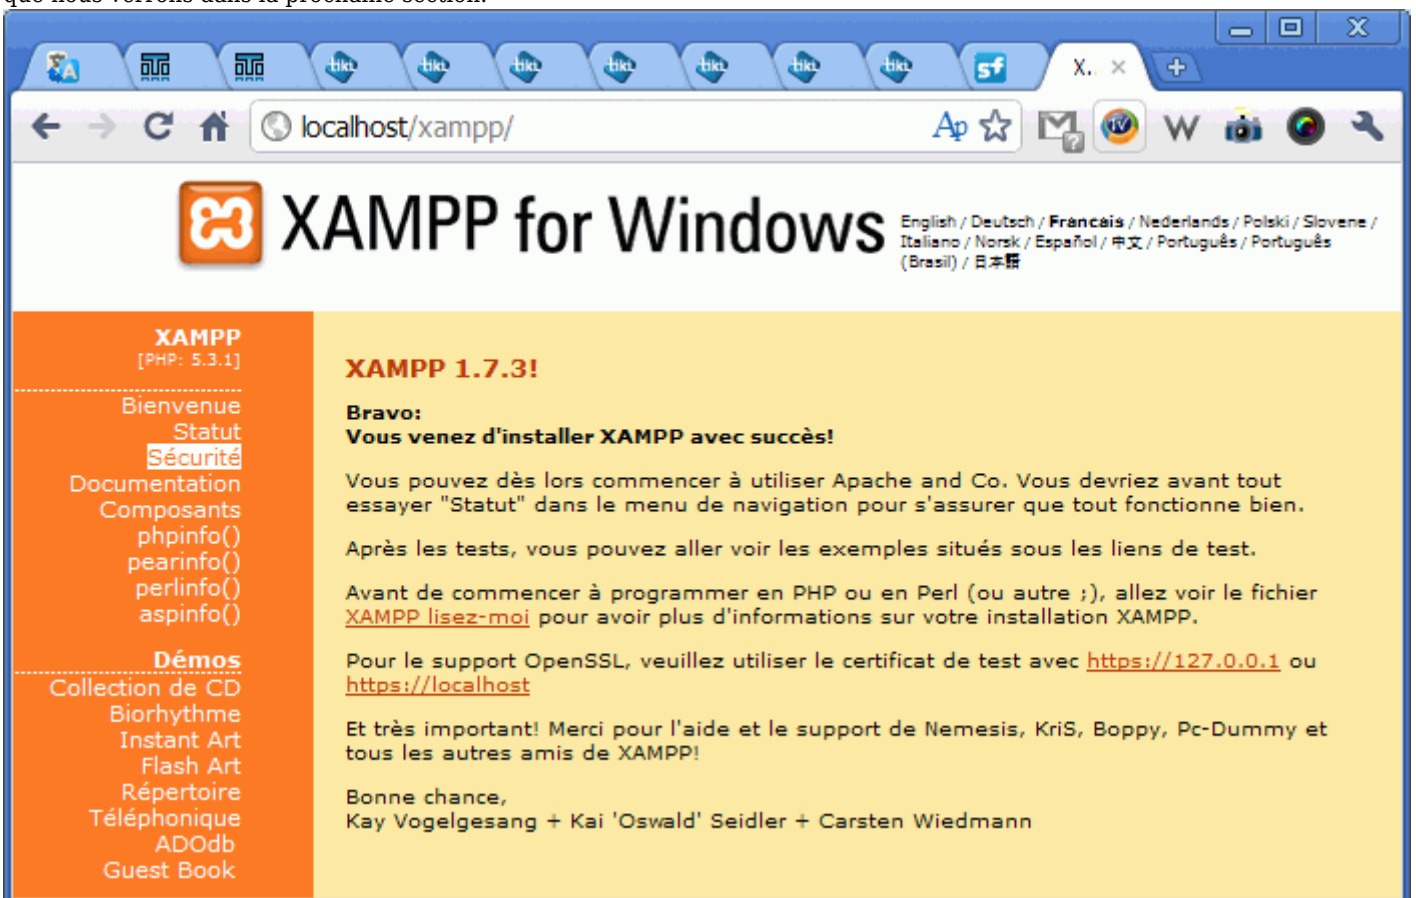 que nous verrons dans la prochaine section.
X.
localhost/xampp/
XAMPP for Windows
English / Deutsch / Francais / Nederlands / Polski / Slovene /
Italiano / Norsk / Español / 中文 / Português / Português
(Brasil) / 日本語
XAMPP
[PHP: 5.3.1]
Bienvenue
Statut
Sécurité
Documentation
Composants
phpinfo()
pearinfo()
perlinfo()
aspinfo()
Démos
Collection de CD
Biorhythme
Instant Art
Flash Art
Répertoire
Téléphonique
ADOdb
Guest Book
XAMPP 1.7.3!
Bravo:
Vous venez d'installer XAMPP avec succès!
Vous pouvez dès lors commencer à utiliser Apache and Co. Vous devriez avant tout
essayer "Statut" dans le menu de navigation pour s'assurer que tout fonctionne bien.
Après les tests, vous pouvez aller voir les exemples situés sous les liens de test.
Avant de commencer à programmer en PHP ou en Perl (ou autre ;), allez voir le fichier
XAMPP lisez-moi pour avoir plus d'informations sur votre installation XAMPP.
Pour le support OpenSSL, veuillez utiliser le certificat de test avec https://127.0.0.1 ou
https://localhost
Et très important! Merci pour l'aide et le support de Nemesis, KriS, Boppy, Pc-Dummy et
tous les autres amis de XAMPP!
Bonne chance,
Kay Vogelgesang + Kai 'Oswald' Seidler + Carsten Wiedmann